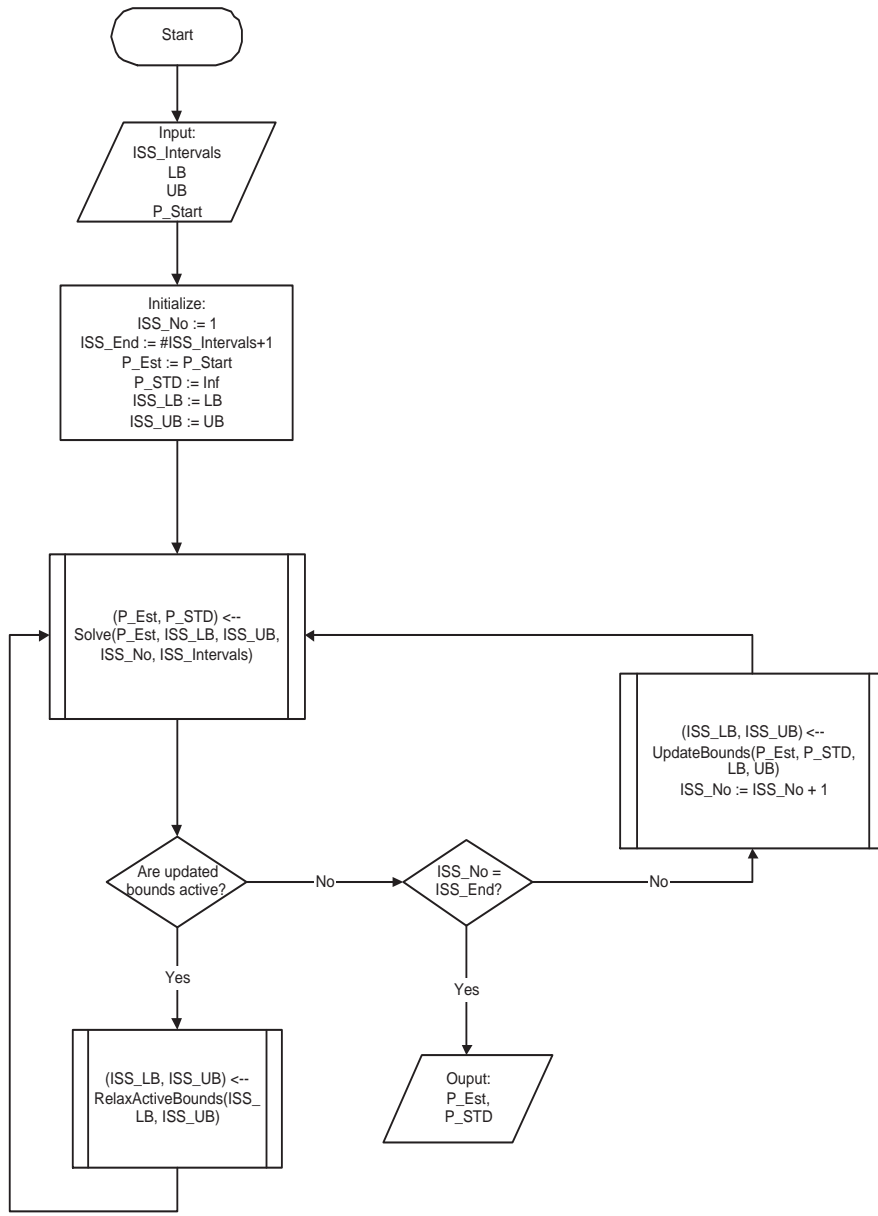 Start
Input:
ISS_Intervals
LB
UB
P_Start
Initialize:
ISS_No := 1
ISS_End := #ISS_Intervals+1
P_Est := P_Start
P_STD := Inf
ISS_LB := LB
ISS_UB := UB
(P_Est, P_STD) <--
Solve(P_Est, ISS_LB, ISS_UB,
ISS_No, ISS_Intervals)
(ISS_LB, ISS_UB) <--
UpdateBounds(P_Est, P_STD,
LB, UB)
ISS_No := ISS_No + 1
Are updated
bounds active?
No
ISS_No =
ISS_End?
No
Yes
Yes
(ISS_LB, ISS_UB) <--
RelaxActiveBounds(ISS_
LB, ISS_UB)
Ouput:
P_Est,
P_STD